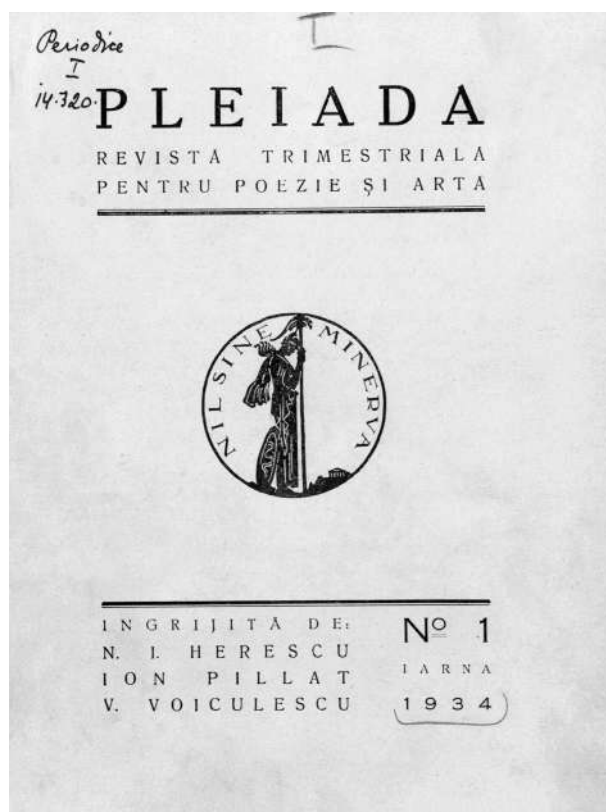 Periodice
I
14.320.
I
PLEIADA
REVISTĂ TRIMESTRIALĂ
PENTRU POEZIE ȘI ARTĂ
NIL SINE MINERVA
INGRIJITĂ DE:
N. I. HERESCU
ION PILLAT
V. VOICULESCU
Nº 1
IARNA
1934